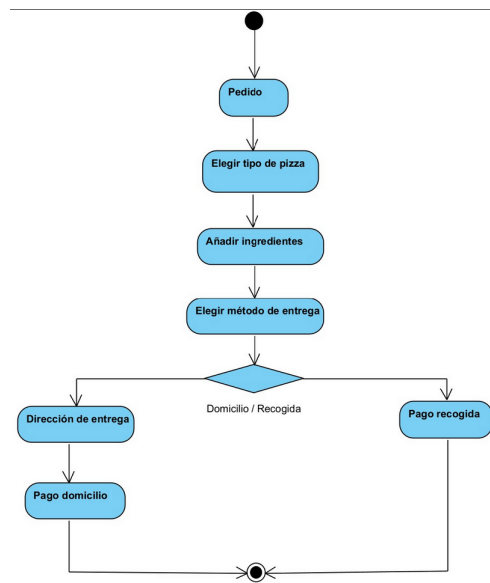 Pedido
Elegir tipo de pizza
Añadir ingredientes
Elegir método de entrega
Domicilio / Recogida
Dirección de entrega
Pago recogida
Pago domicilio